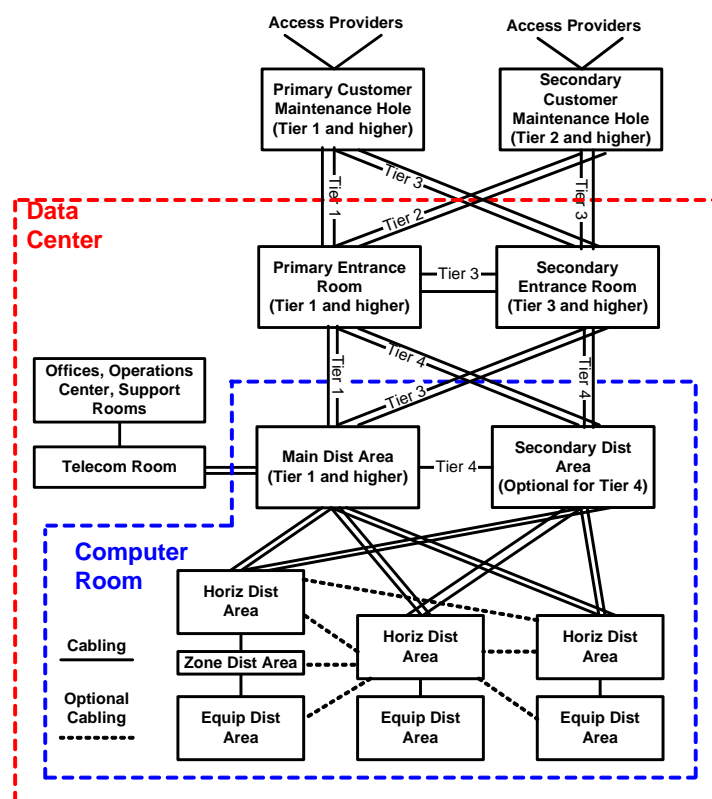 Access Providers
Access Providers
Primary Customer
Maintenance Hole
(Tier 1 and higher)
Secondary
Customer
Maintenance Hole
(Tier 2 and higher)
Tier 1
Tier 3
Tier 2
Tier 3
Data
Center
Primary Entrance
Room
(Tier 1 and higher)
Tier 3
Secondary
Entrance Room
(Tier 3 and higher)
Tier 1
Tier 4
Tier 3
Tier 4
Offices, Operations
Center, Support
Rooms
Telecom Room
Main Dist Area
(Tier 1 and higher)
Tier 4
Secondary Dist
Area
(Optional for Tier 4)
Computer
Room
Horiz Dist
Area
Horiz Dist
Area
Horiz Dist
Area
Cabling
Zone Dist Area
Optional
Cabling
Equip Dist
Area
Equip Dist
Area
Equip Dist
Area